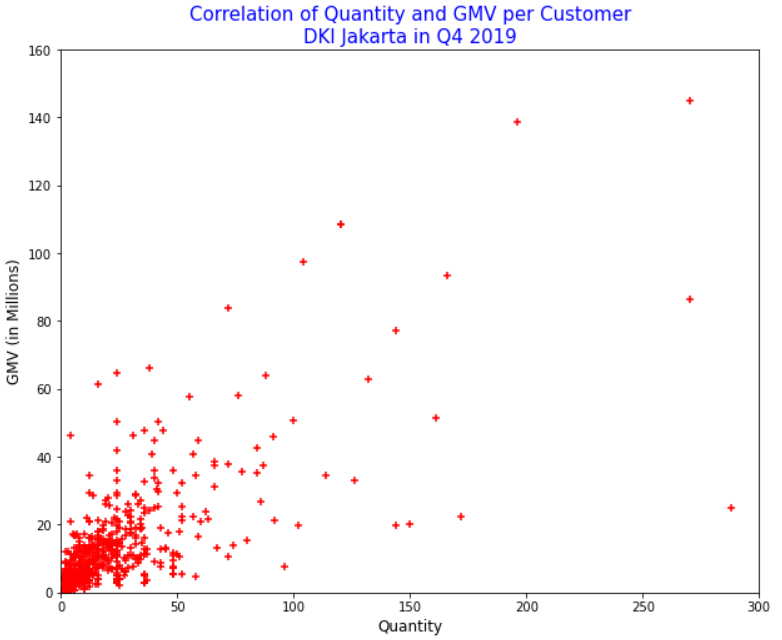 Correlation of Quantity and GMV per Customer
DKI Jakarta in Q4 2019
160
140
120
100
80
60
40
20
0
GMV (in Millions)
0 50 100 150 200 250 300
Quantity